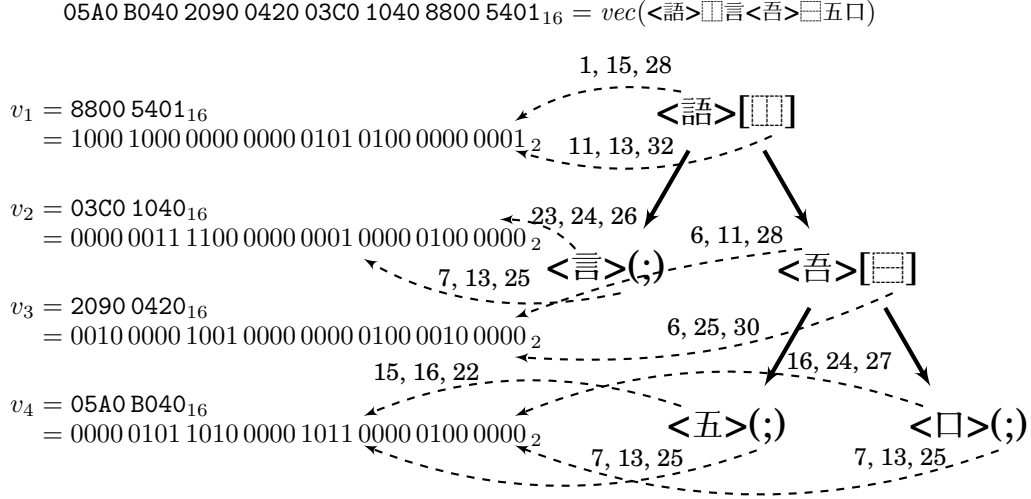 05A0 B040 2090 0420 03C0 1040 8800 5401₁₆ = vec(<語>⿰言<吾>⿱五口)
1, 15, 28
v₁ = 8800 5401₁₆
<語>[⿰]
= 1000 1000 0000 0000 0101 0100 0000 0001₂
11, 13, 32
v₂ = 03C0 1040₁₆
23, 24, 26
= 0000 0011 1100 0000 0001 0000 0100 0000₂
6, 11, 28
7, 13, 25
<言>(;)
<吾>[⿱]
v₃ = 2090 0420₁₆
= 0010 0000 1001 0000 0000 0100 0010 0000₂
6, 25, 30
15, 16, 22
16, 24, 27
v₄ = 05A0 B040₁₆
<五>(;)
<口>(;)
= 0000 0101 1010 0000 1011 0000 0100 0000₂
7, 13, 25
7, 13, 25